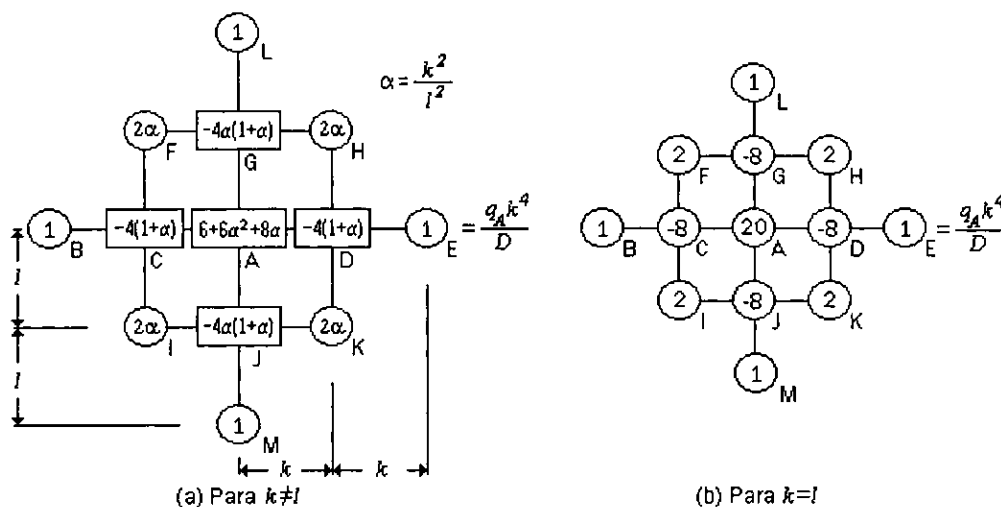 1
L
α = k² / l²
2α
F
-4α(1+α)
G
2α
H
1
B
-4(1+α)
C
6+6α²+8α
A
-4(1+α)
D
1
E
= q_A k⁴ / D
l
2α
I
-4α(1+α)
J
2α
K
l
1
M
k
k
(a) Para k≠l
1
L
2
F
-8
G
2
H
1
B
-8
C
20
A
-8
D
1
E
= q_A k⁴ / D
2
I
-8
J
2
K
1
M
(b) Para k=l